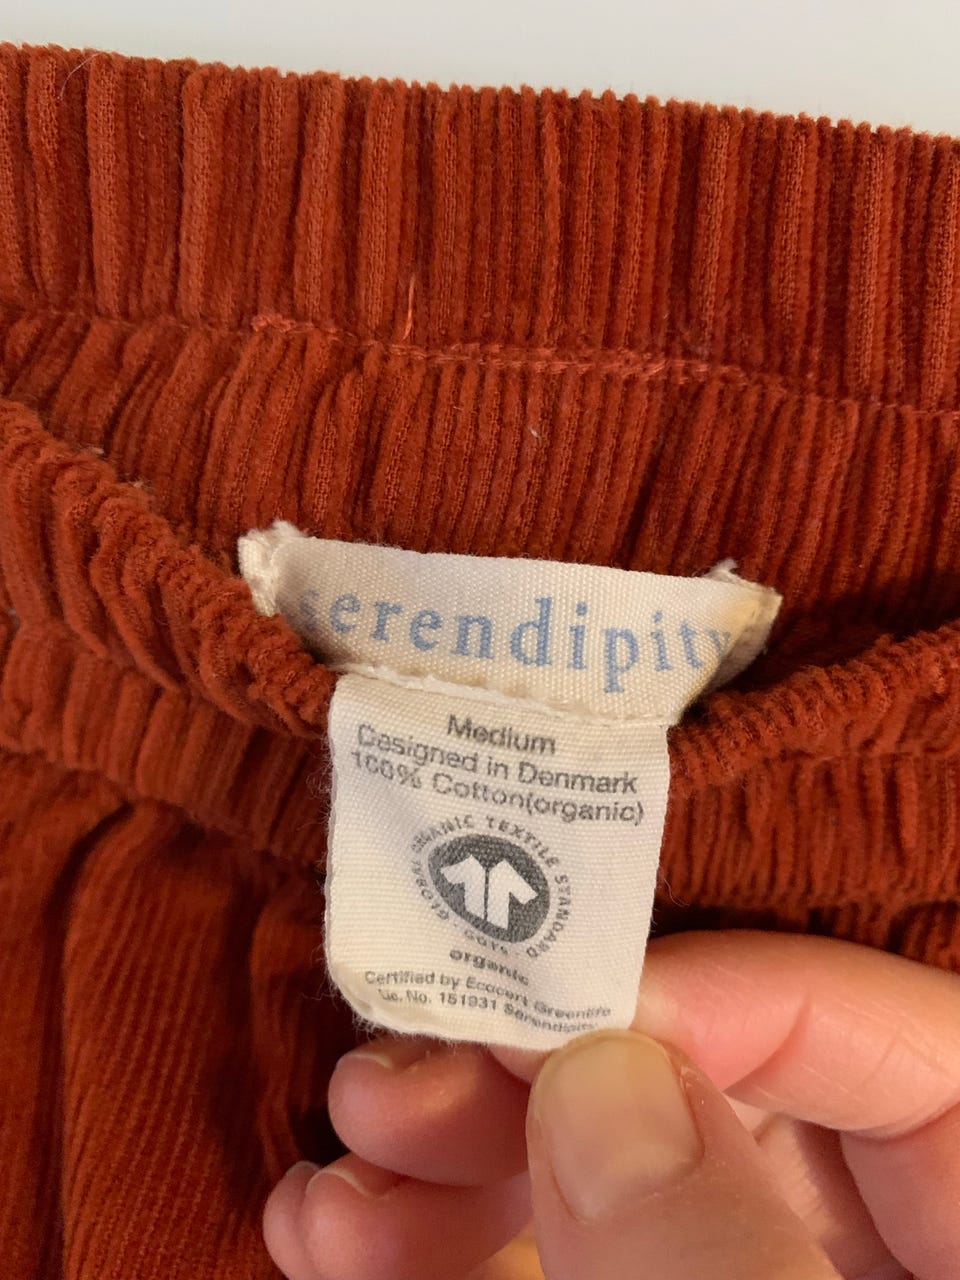 serendipity
Medium
Designed in Denmark
100% Cotton(organic)
GLOBAL ORGANIC TEXTILE STANDARD
· GOTS ·
organic
Certified by Ecocert Greenlife
Lic. No. 151931 Serendipity